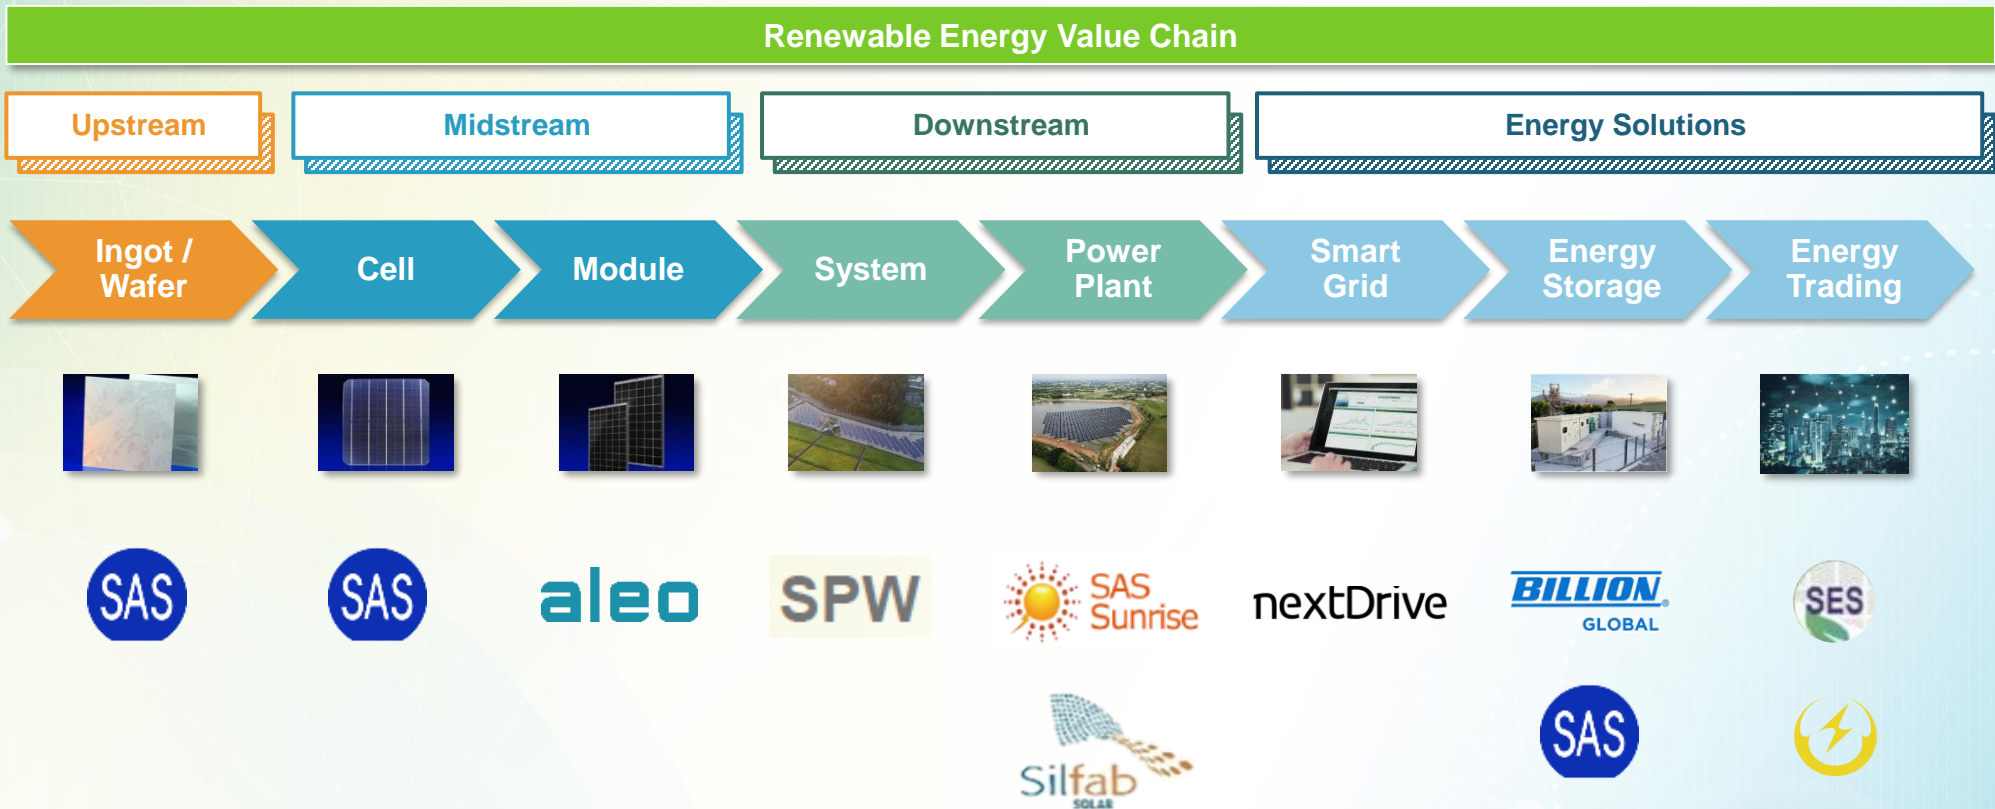 Renewable Energy Value Chain
Upstream
Midstream
Downstream
Energy Solutions
Ingot /
Wafer
Cell
Module
System
Power
Plant
Smart
Grid
Energy
Storage
Energy
Trading
SAS
SAS
aleo
SPW
SAS
Sunrise
nextDrive
BILLION®
GLOBAL
SES
Silfab
SOLAR
SAS